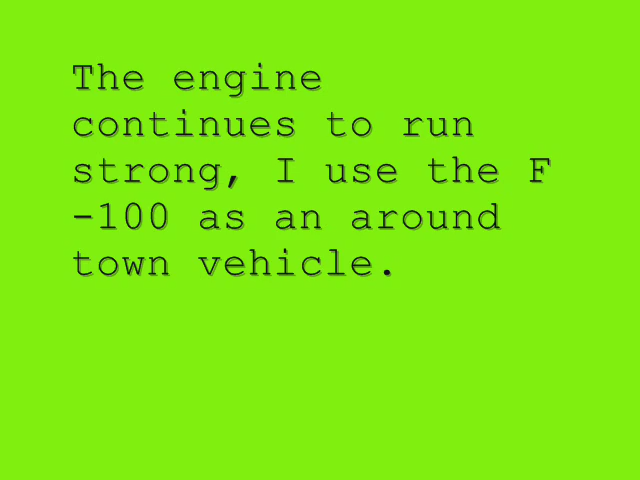 The engine
continues to run
strong, I use the F
-100 as an around
town vehicle.